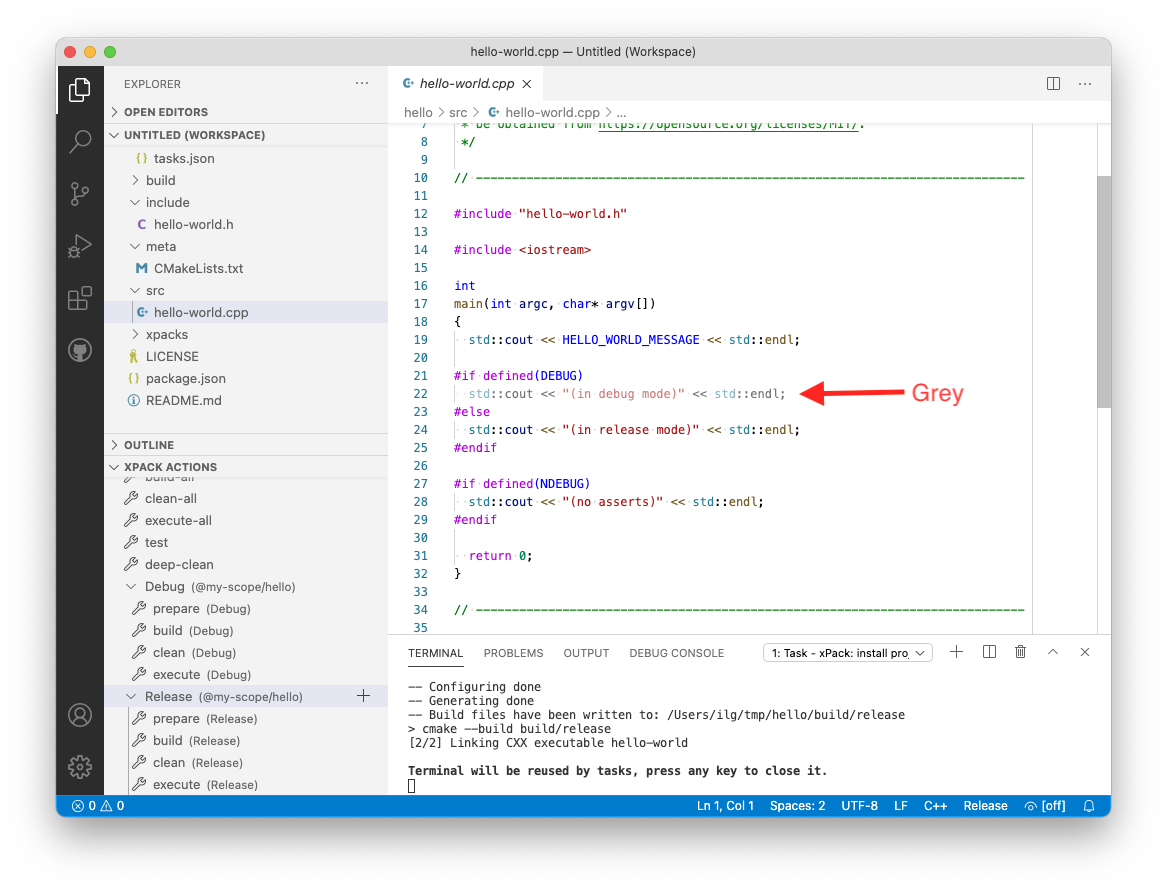 hello-world.cpp — Untitled (Workspace)
EXPLORER
OPEN EDITORS
UNTITLED (WORKSPACE)
{} tasks.json
build
include
C hello-world.h
meta
M CMakeLists.txt
src
hello-world.cpp
xpacks
LICENSE
{} package.json
README.md
OUTLINE
XPACK ACTIONS
build-all
clean-all
execute-all
test
deep-clean
Debug (@my-scope/hello)
prepare (Debug)
build (Debug)
clean (Debug)
execute (Debug)
Release (@my-scope/hello)
prepare (Release)
build (Release)
clean (Release)
execute (Release)
hello-world.cpp
hello > src > hello-world.cpp > ...
7 * be obtained from https://opensource.org/licenses/MIT/.
8 */
9
10 // ----------------------------------------------------------------------------
11
12 #include "hello-world.h"
13
14 #include <iostream>
15
16 int
17 main(int argc, char* argv[])
18 {
19 std::cout << HELLO_WORLD_MESSAGE << std::endl;
20
21 #if defined(DEBUG)
22 std::cout << "(in debug mode)" << std::endl;
Grey
23 #else
24 std::cout << "(in release mode)" << std::endl;
25 #endif
26
27 #if defined(NDEBUG)
28 std::cout << "(no asserts)" << std::endl;
29 #endif
30
31 return 0;
32 }
33
34 // ----------------------------------------------------------------------------
35
TERMINAL PROBLEMS OUTPUT DEBUG CONSOLE 1: Task - xPack: install proj
-- Configuring done
-- Generating done
-- Build files have been written to: /Users/ilg/tmp/hello/build/release
> cmake --build build/release
[2/2] Linking CXX executable hello-world
Terminal will be reused by tasks, press any key to close it.
0 0 Ln 1, Col 1 Spaces: 2 UTF-8 LF C++ Release [off]